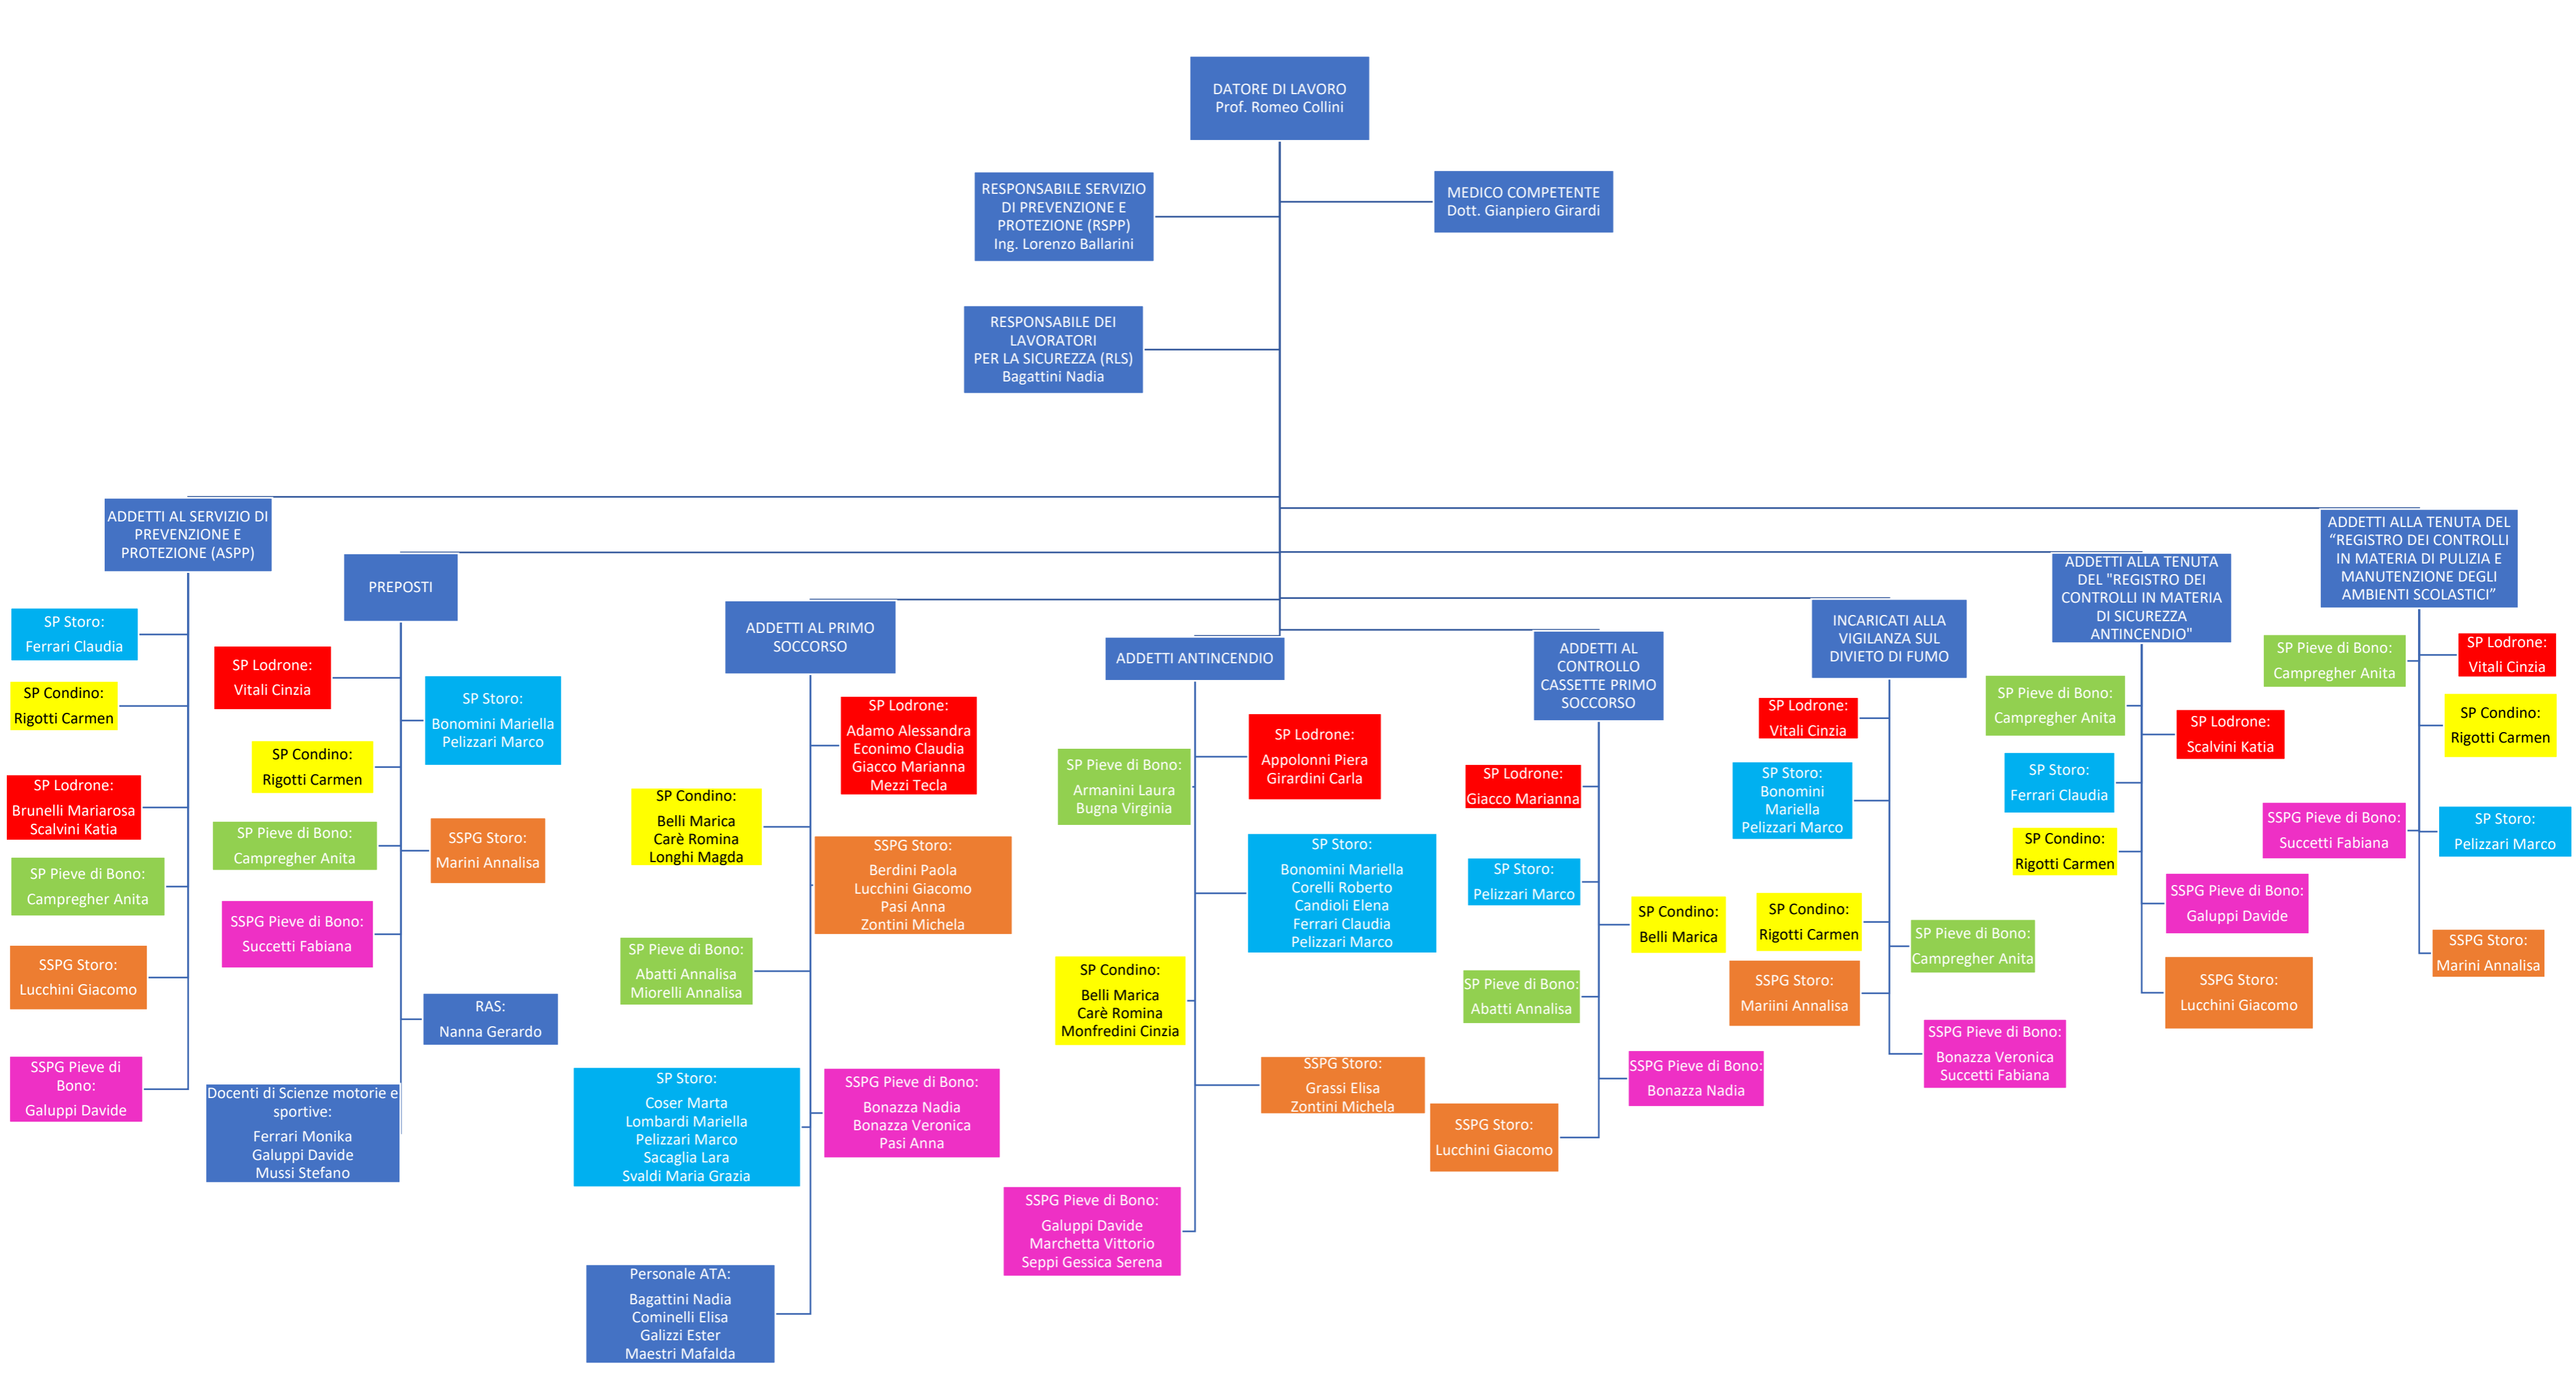 DATORE DI LAVORO
Prof. Romeo Collini
RESPONSABILE SERVIZIO
DI PREVENZIONE E
PROTEZIONE (RSPP)
Ing. Lorenzo Ballarini
MEDICO COMPETENTE
Dott. Gianpiero Girardi
RESPONSABILE DEI
LAVORATORI
PER LA SICUREZZA (RLS)
Bagattini Nadia
ADDETTI AL SERVIZIO DI
PREVENZIONE E
PROTEZIONE (ASPP)
SP Storo:
Ferrari Claudia
SP Condino:
Rigotti Carmen
SP Lodrone:
Brunelli Mariarosa
Scalvini Katia
SP Pieve di Bono:
Campregher Anita
SSPG Storo:
Lucchini Giacomo
SSPG Pieve di
Bono:
Galuppi Davide
PREPOSTI
SP Lodrone:
Vitali Cinzia
SP Storo:
Bonomini Mariella
Pelizzari Marco
SP Condino:
Rigotti Carmen
SP Pieve di Bono:
Campregher Anita
SSPG Storo:
Marini Annalisa
SSPG Pieve di Bono:
Succetti Fabiana
RAS:
Nanna Gerardo
Docenti di Scienze motorie e
sportive:
Ferrari Monika
Galuppi Davide
Mussi Stefano
ADDETTI AL PRIMO
SOCCORSO
SP Lodrone:
Adamo Alessandra
Econimo Claudia
Giacco Marianna
Mezzi Tecla
SP Condino:
Belli Marica
Carè Romina
Longhi Magda
SSPG Storo:
Berdini Paola
Lucchini Giacomo
Pasi Anna
Zontini Michela
SP Pieve di Bono:
Abatti Annalisa
Miorelli Annalisa
SP Storo:
Coser Marta
Lombardi Mariella
Pelizzari Marco
Sacaglia Lara
Svaldi Maria Grazia
SSPG Pieve di Bono:
Bonazza Nadia
Bonazza Veronica
Pasi Anna
Personale ATA:
Bagattini Nadia
Cominelli Elisa
Galizzi Ester
Maestri Mafalda
ADDETTI ANTINCENDIO
SP Lodrone:
Appolonni Piera
Girardini Carla
SP Pieve di Bono:
Armanini Laura
Bugna Virginia
SP Storo:
Bonomini Mariella
Corelli Roberto
Candioli Elena
Ferrari Claudia
Pelizzari Marco
SP Condino:
Belli Marica
Carè Romina
Monfredini Cinzia
SSPG Storo:
Grassi Elisa
Zontini Michela
SSPG Pieve di Bono:
Galuppi Davide
Marchetta Vittorio
Seppi Gessica Serena
ADDETTI AL
CONTROLLO
CASSETTE PRIMO
SOCCORSO
SP Lodrone:
Giacco Marianna
SP Storo:
Pelizzari Marco
SP Condino:
Belli Marica
SP Pieve di Bono:
Abatti Annalisa
SSPG Pieve di Bono:
Bonazza Nadia
SSPG Storo:
Lucchini Giacomo
INCARICATI ALLA
VIGILANZA SUL
DIVIETO DI FUMO
SP Lodrone:
Vitali Cinzia
SP Storo:
Bonomini
Mariella
Pelizzari Marco
SP Condino:
Rigotti Carmen
SP Pieve di Bono:
Campregher Anita
SSPG Storo:
Mariini Annalisa
SSPG Pieve di Bono:
Bonazza Veronica
Succetti Fabiana
ADDETTI ALLA TENUTA
DEL "REGISTRO DEI
CONTROLLI IN MATERIA
DI SICUREZZA
ANTINCENDIO"
SP Pieve di Bono:
Campregher Anita
SP Lodrone:
Scalvini Katia
SP Storo:
Ferrari Claudia
SP Condino:
Rigotti Carmen
SSPG Pieve di Bono:
Galuppi Davide
SSPG Storo:
Lucchini Giacomo
ADDETTI ALLA TENUTA DEL
“REGISTRO DEI CONTROLLI
IN MATERIA DI PULIZIA E
MANUTENZIONE DEGLI
AMBIENTI SCOLASTICI”
SP Pieve di Bono:
Campregher Anita
SP Lodrone:
Vitali Cinzia
SP Condino:
Rigotti Carmen
SSPG Pieve di Bono:
Succetti Fabiana
SP Storo:
Pelizzari Marco
SSPG Storo:
Marini Annalisa